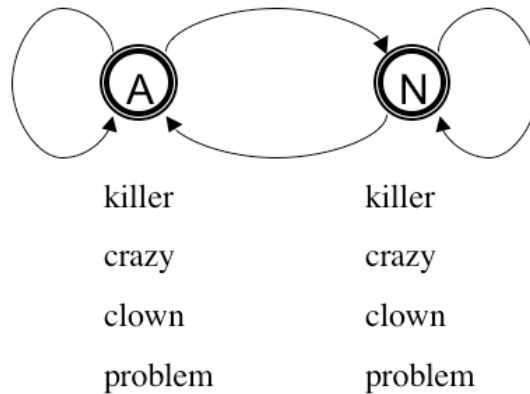 A N
killer killer
crazy crazy
clown clown
problem problem